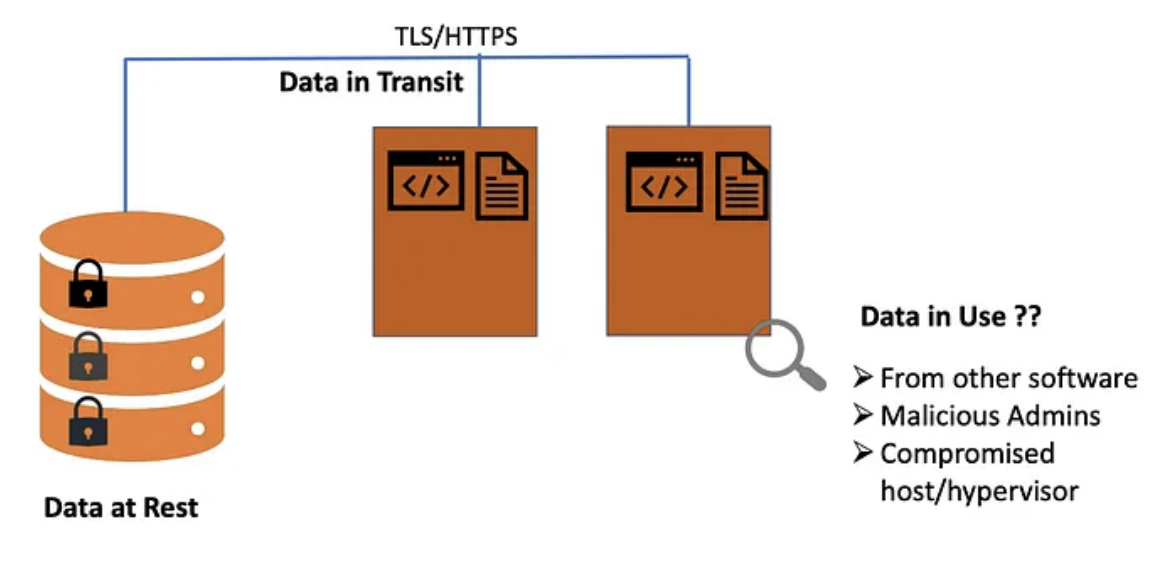 TLS/HTTPS
Data in Transit
</>
</>
Data in Use ??
➢ From other software
➢ Malicious Admins
➢ Compromised
host/hypervisor
Data at Rest